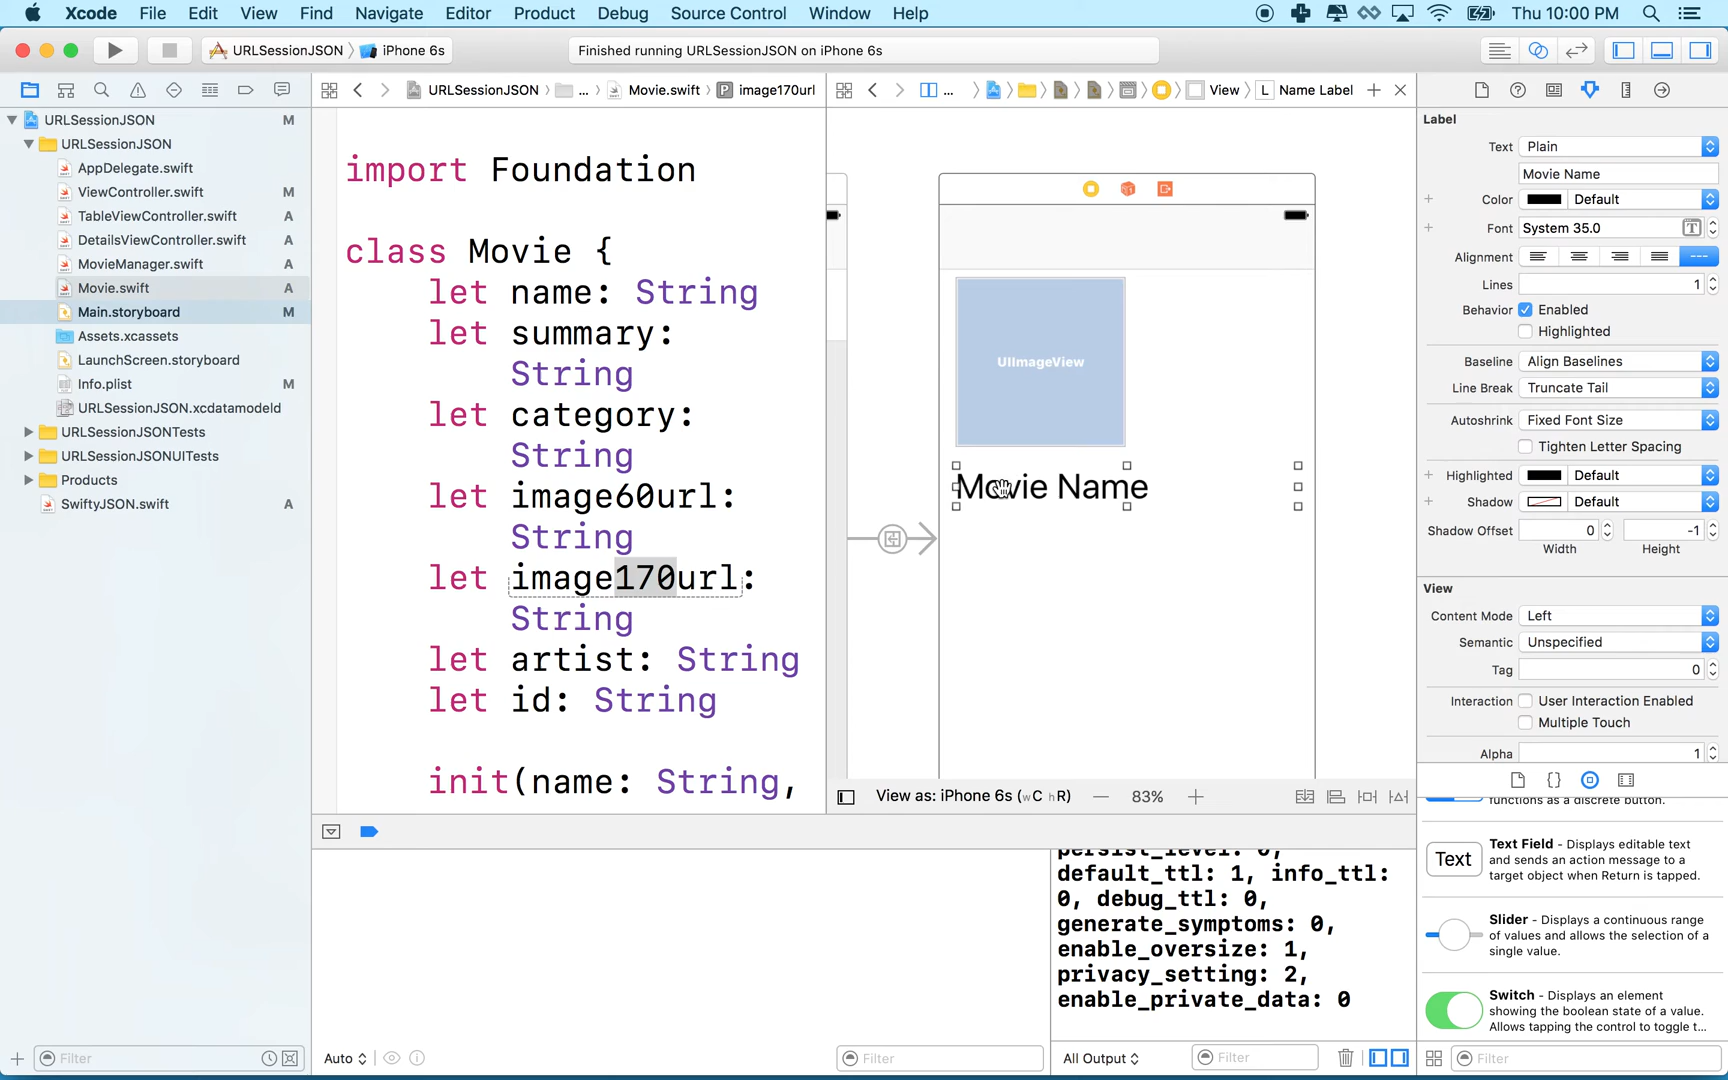 Xcode File Edit View Find Navigate Editor Product Debug Source Control Window Help Thu 10:00 PM
URLSessionJSON iPhone 6s Finished running URLSessionJSON on iPhone 6s
URLSessionJSON ... Movie.swift P image170url ... View L Name Label
URLSessionJSON M
URLSessionJSON
AppDelegate.swift
ViewController.swift M
TableViewController.swift A
DetailsViewController.swift A
MovieManager.swift A
Movie.swift A
Main.storyboard M
Assets.xcassets
LaunchScreen.storyboard
Info.plist M
URLSessionJSON.xcdatamodeld
URLSessionJSONTests
URLSessionJSONUITests
Products
SwiftyJSON.swift A
Filter
import Foundation
class Movie {
let name: String
let summary:
String
let category:
String
let image60url:
String
let image170url:
String
let artist: String
let id: String
init(name: String,
UIImageView
Movie Name
View as: iPhone 6s (wC hR) 83%
Auto
Filter
persist_level: 0,
default_ttl: 1, info_ttl:
0, debug_ttl: 0,
generate_symptoms: 0,
enable_oversize: 1,
privacy_setting: 2,
enable_private_data: 0
All Output
Filter
Label
Text Plain
Movie Name
Color Default
Font System 35.0 T
Alignment
Lines 1
Behavior Enabled
Highlighted
Baseline Align Baselines
Line Break Truncate Tail
Autoshrink Fixed Font Size
Tighten Letter Spacing
Highlighted Default
Shadow Default
Shadow Offset 0 -1
Width Height
View
Content Mode Left
Semantic Unspecified
Tag 0
Interaction User Interaction Enabled
Multiple Touch
Alpha 1
functions as a discrete button.
Text
Text Field - Displays editable text
and sends an action message to a
target object when Return is tapped.
Slider - Displays a continuous range
of values and allows the selection of a
single value.
Switch - Displays an element
showing the boolean state of a value.
Allows tapping the control to toggle t...
Filter